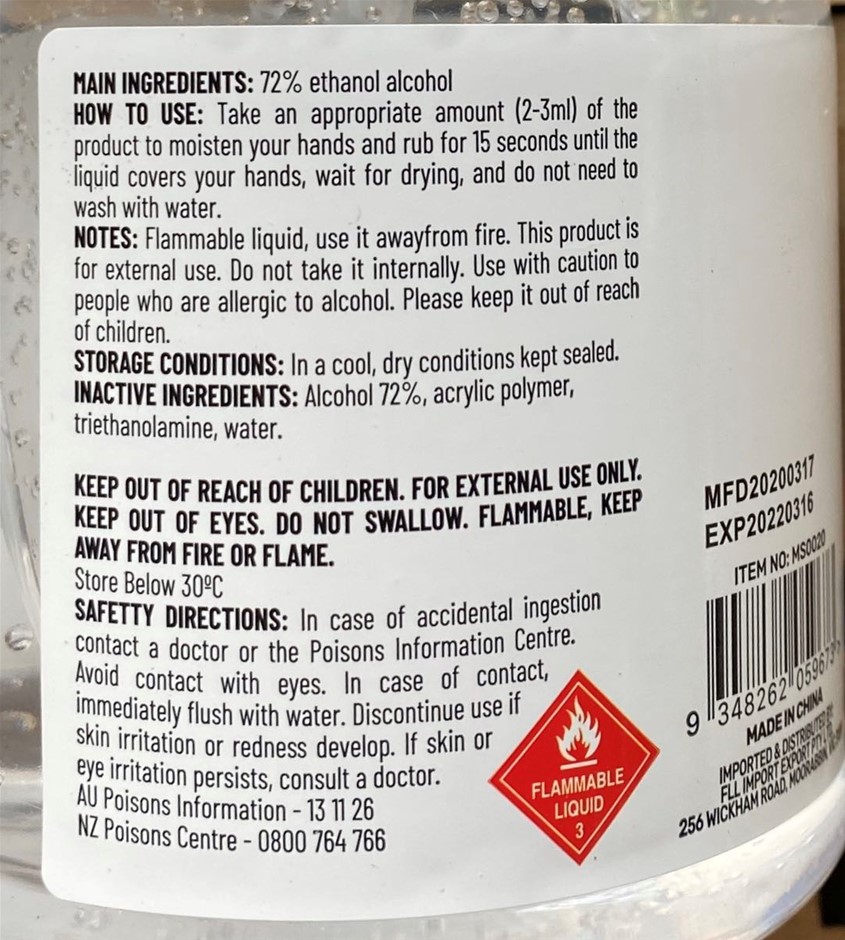 MAIN INGREDIENTS: 72% ethanol alcohol
HOW TO USE: Take an appropriate amount (2-3ml) of the
product to moisten your hands and rub for 15 seconds until the
liquid covers your hands, wait for drying, and do not need to
wash with water.
NOTES: Flammable liquid, use it awayfrom fire. This product is
for external use. Do not take it internally. Use with caution to
people who are allergic to alcohol. Please keep it out of reach
of children.
STORAGE CONDITIONS: In a cool, dry conditions kept sealed.
INACTIVE INGREDIENTS: Alcohol 72%, acrylic polymer,
triethanolamine, water.
KEEP OUT OF REACH OF CHILDREN. FOR EXTERNAL USE ONLY.
KEEP OUT OF EYES. DO NOT SWALLOW. FLAMMABLE, KEEP
AWAY FROM FIRE OR FLAME.
Store Below 30ºC
SAFETTY DIRECTIONS: In case of accidental ingestion
contact a doctor or the Poisons Information Centre.
Avoid contact with eyes. In case of contact,
immediately flush with water. Discontinue use if
skin irritation or redness develop. If skin or
eye irritation persists, consult a doctor.
AU Poisons Information - 13 11 26
NZ Poisons Centre - 0800 764 766
FLAMMABLE
LIQUID
3
MFD20200317
EXP20220316
ITEM NO: MS0020
9 348262 059673
MADE IN CHINA
IMPORTED & DISTRIBUTED BY
FLL IMPORT EXPORT PTY
256 WICKHAM ROAD, MOORABBIN,